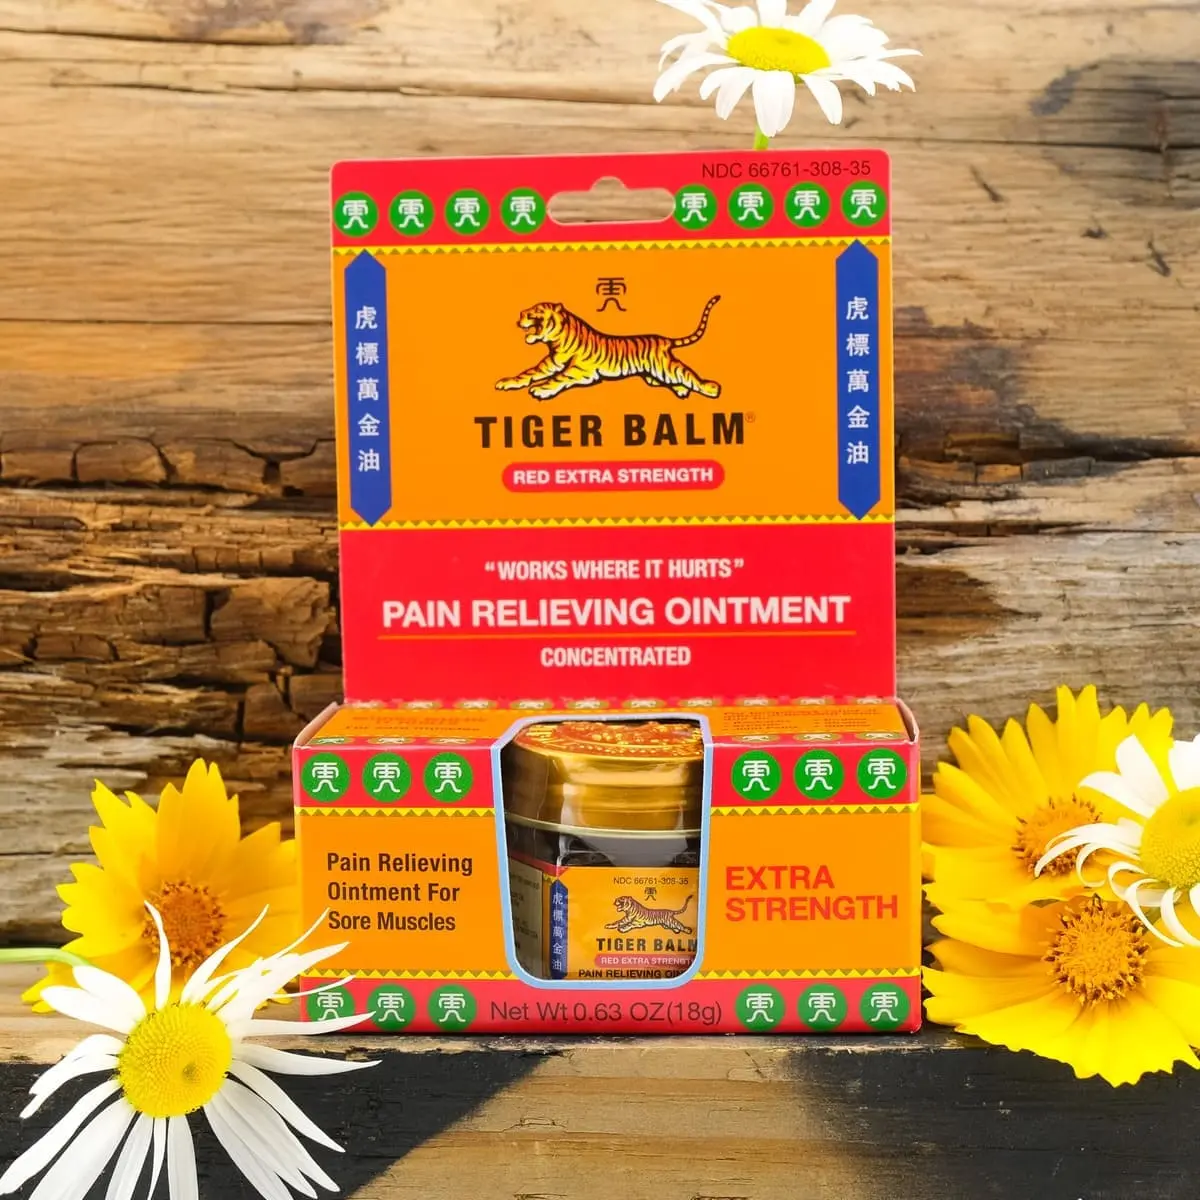 NDC 66761-308-35
虎標萬金油
虎標萬金油
TIGER BALM®
RED EXTRA STRENGTH
"WORKS WHERE IT HURTS"
PAIN RELIEVING OINTMENT
CONCENTRATED
Pain Relieving
Ointment For
Sore Muscles
NDC 66761-308-35
虎標萬金油
TIGER BALM
RED EXTRA STRENGTH
PAIN RELIEVING
EXTRA
STRENGTH
Net Wt 0.63 OZ(18g)